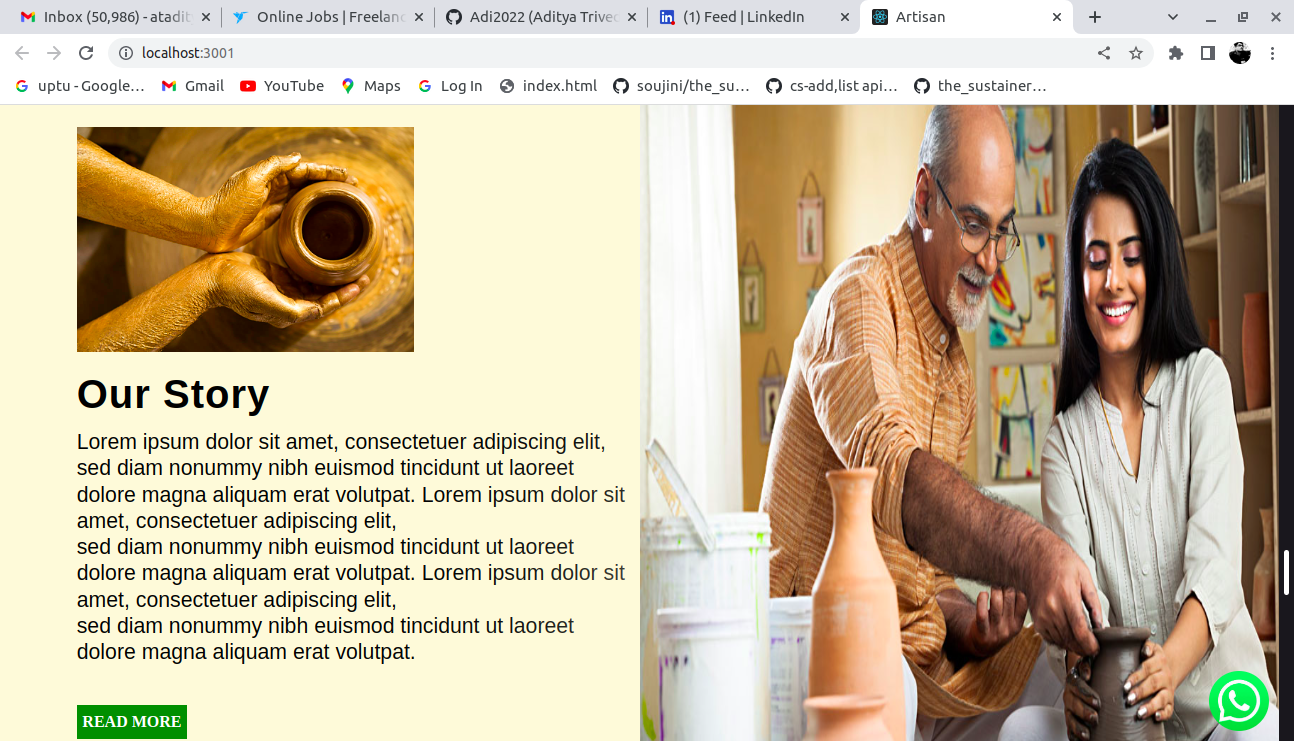 Inbox (50,986) - atadit
Online Jobs | Freelanc
Adi2022 (Aditya Trived
(1) Feed | LinkedIn
Artisan
localhost:3001
uptu - Google...
Gmail
YouTube
Maps
Log In
index.html
soujini/the_su...
cs-add,list api...
the_sustainer...
Our Story
Lorem ipsum dolor sit amet, consectetuer adipiscing elit,
sed diam nonummy nibh euismod tincidunt ut laoreet
dolore magna aliquam erat volutpat. Lorem ipsum dolor sit
amet, consectetuer adipiscing elit,
sed diam nonummy nibh euismod tincidunt ut laoreet
dolore magna aliquam erat volutpat. Lorem ipsum dolor sit
amet, consectetuer adipiscing elit,
sed diam nonummy nibh euismod tincidunt ut laoreet
dolore magna aliquam erat volutpat.
READ MORE